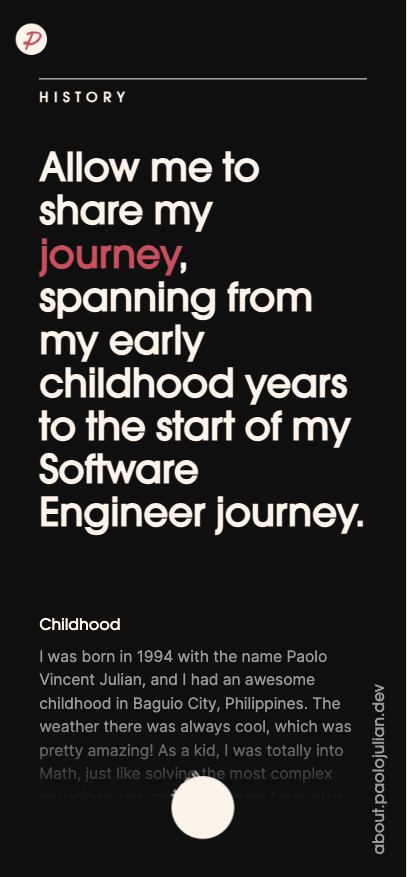 P
HISTORY
Allow me to
share my
journey,
spanning from
my early
childhood years
to the start of my
Software
Engineer journey.
Childhood
I was born in 1994 with the name Paolo
Vincent Julian, and I had an awesome
childhood in Baguio City, Philippines. The
weather there was always cool, which was
pretty amazing! As a kid, I was totally into
Math, just like solving the most complex
equations was my
about.paolojulian.dev